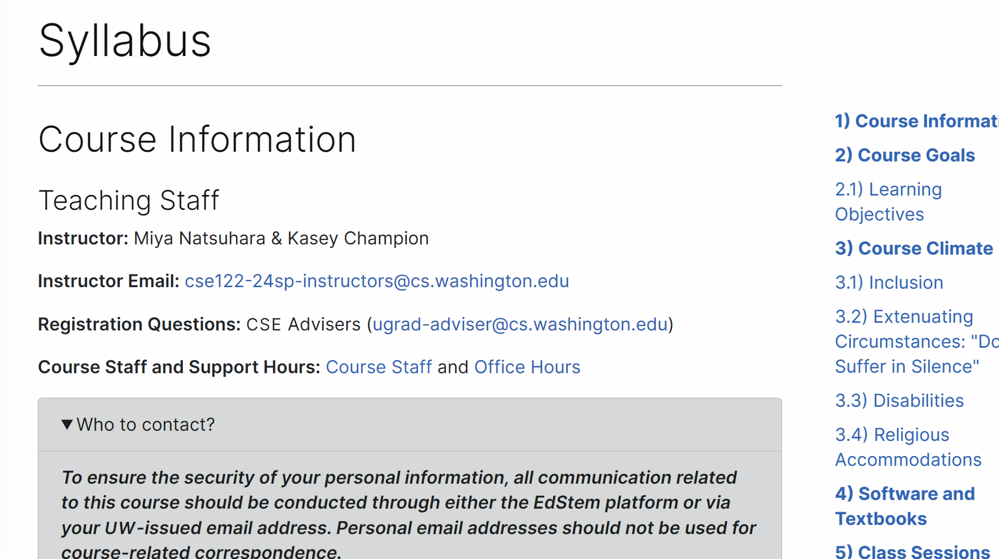 Syllabus
Course Information
Teaching Staff
Instructor: Miya Natsuhara & Kasey Champion
Instructor Email: cse122-24sp-instructors@cs.washington.edu
Registration Questions: CSE Advisers (ugrad-adviser@cs.washington.edu)
Course Staff and Support Hours: Course Staff and Office Hours
▼ Who to contact?
To ensure the security of your personal information, all communication related
to this course should be conducted through either the EdStem platform or via
your UW-issued email address. Personal email addresses should not be used for
course-related correspondence.
1) Course Informati
2) Course Goals
2.1) Learning
Objectives
3) Course Climate
3.1) Inclusion
3.2) Extenuating
Circumstances: "Do
Suffer in Silence"
3.3) Disabilities
3.4) Religious
Accommodations
4) Software and
Textbooks
5) Class Sessions